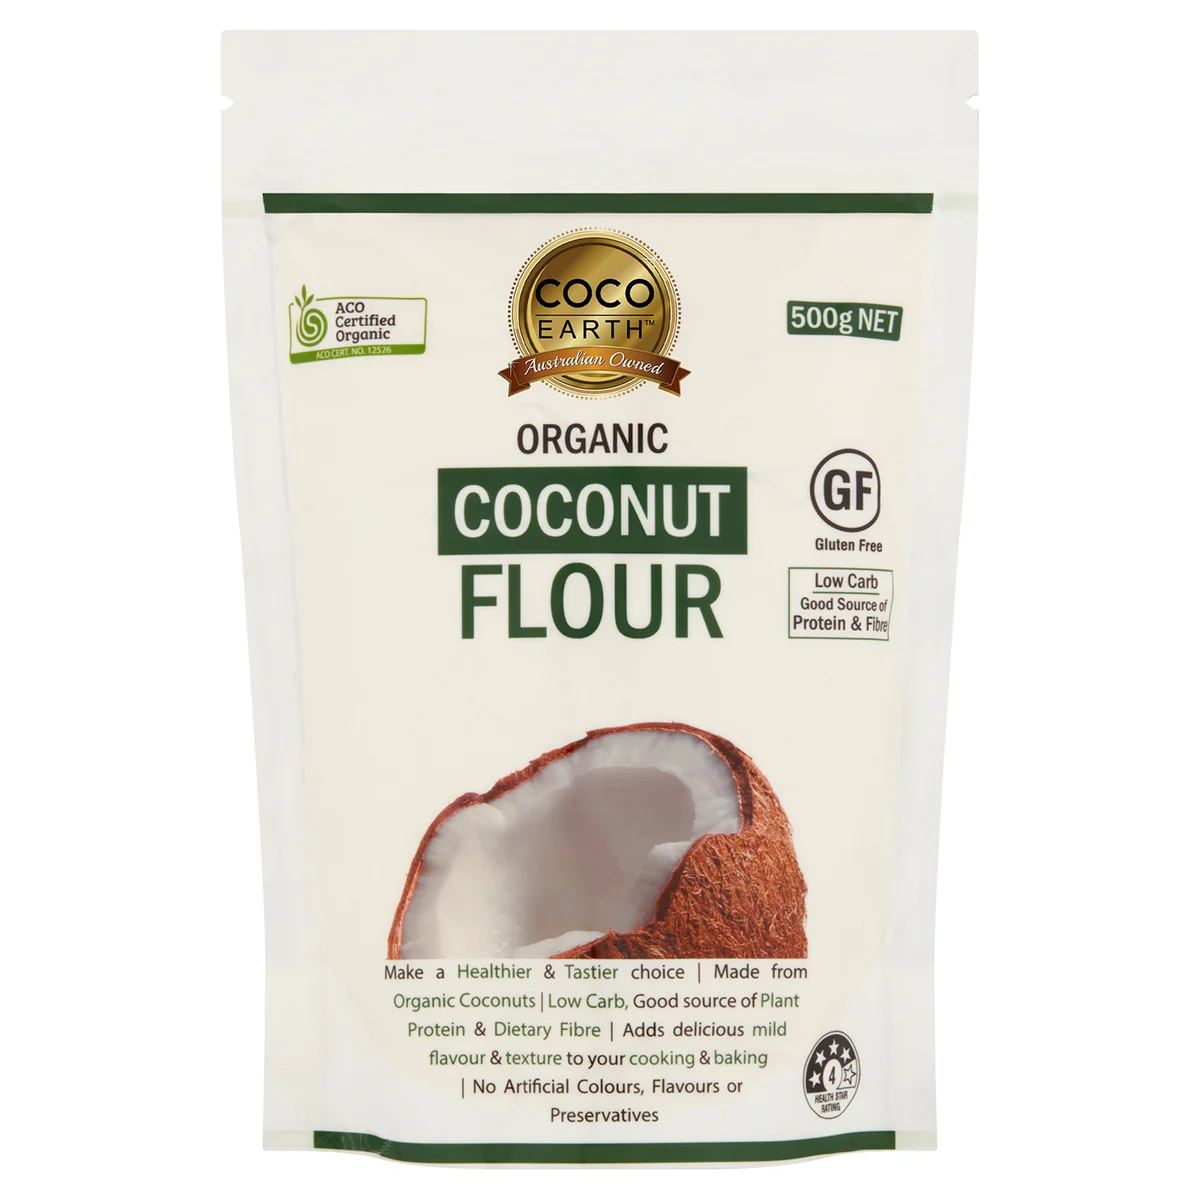 COCO
EARTH™
Australian Owned
ACO
Certified
Organic
ACO CERT. NO. 12526
500g NET
ORGANIC
COCONUT
FLOUR
GF
Gluten Free
Low Carb
Good Source of
Protein & Fibre
Make a Healthier & Tastier choice | Made from
Organic Coconuts | Low Carb, Good source of Plant
Protein & Dietary Fibre | Adds delicious mild
flavour & texture to your cooking & baking
| No Artificial Colours, Flavours or
Preservatives
4
HEALTH STAR
RATING